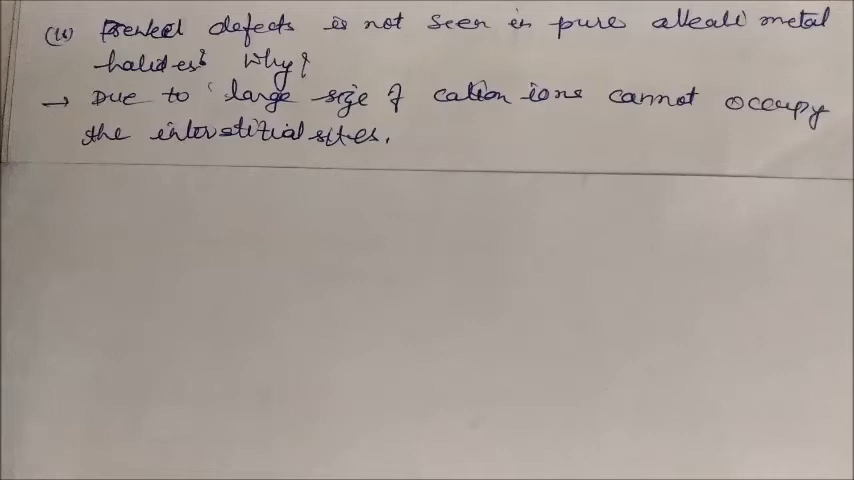 (16) Frenkel defects is not seen in pure alkali metal
halides? Why?
→ Due to large size of cation ions cannot occupy
the interstitial sites.